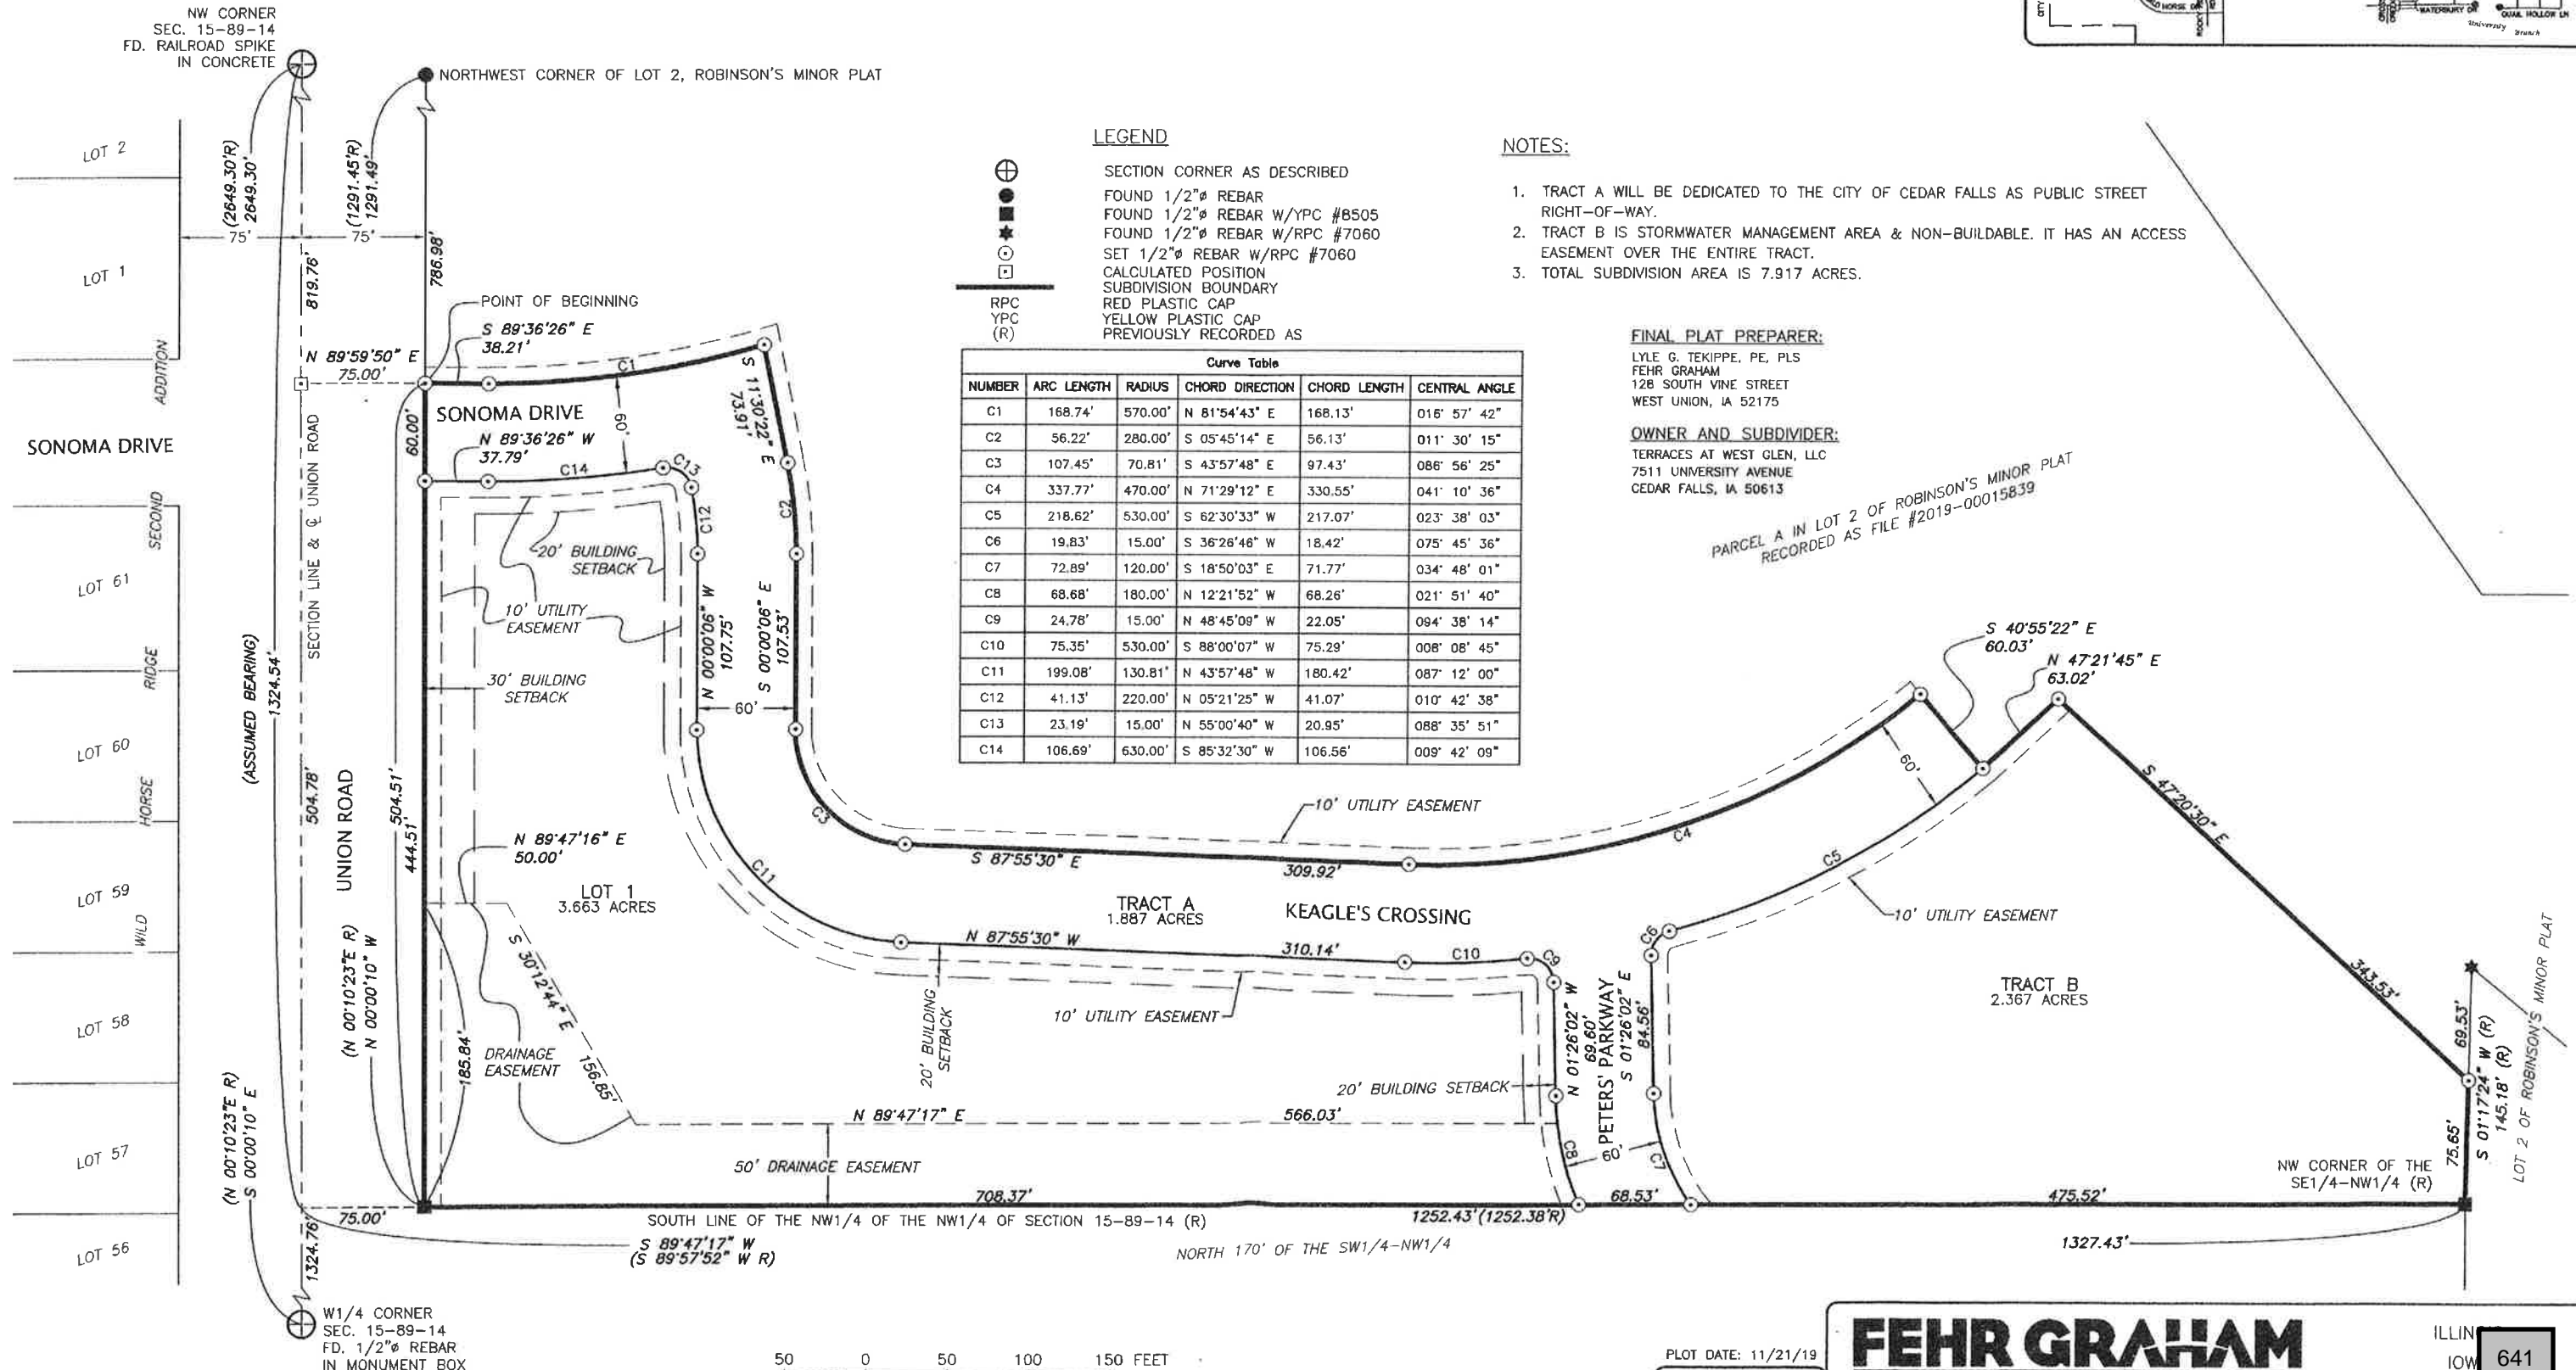 NW CORNER
SEC. 15-89-14
FD. RAILROAD SPIKE
IN CONCRETE
NORTHWEST CORNER OF LOT 2, ROBINSON'S MINOR PLAT
HORSE
WATERBURY DR
QUAIL HOLLOW LN
University
Branch
LOT 2
LOT 1
(2649.30'R)
2649.30'
(1291.45'R)
1291.49'
75'
75'
819.76'
786.98'
POINT OF BEGINNING
S 89°36'26" E
38.21'
N 89°59'50" E
75.00'
C1
S 11°30'22" E
73.91'
SONOMA DRIVE
SONOMA DRIVE
60.00'
N 89°36'26" W
37.79'
60'
C14
C13
C12
C2
LEGEND
SECTION CORNER AS DESCRIBED
FOUND 1/2"ø REBAR
FOUND 1/2"ø REBAR W/YPC #8505
FOUND 1/2"ø REBAR W/RPC #7060
SET 1/2"ø REBAR W/RPC #7060
CALCULATED POSITION
SUBDIVISION BOUNDARY
RPC RED PLASTIC CAP
YPC YELLOW PLASTIC CAP
(R) PREVIOUSLY RECORDED AS
NOTES:
1. TRACT A WILL BE DEDICATED TO THE CITY OF CEDAR FALLS AS PUBLIC STREET
RIGHT-OF-WAY.
2. TRACT B IS STORMWATER MANAGEMENT AREA & NON-BUILDABLE. IT HAS AN ACCESS
EASEMENT OVER THE ENTIRE TRACT.
3. TOTAL SUBDIVISION AREA IS 7.917 ACRES.
FINAL PLAT PREPARER:
LYLE G. TEKIPPE, PE, PLS
FEHR GRAHAM
128 SOUTH VINE STREET
WEST UNION, IA 52175
OWNER AND SUBDIVIDER:
TERRACES AT WEST GLEN, LLC
7511 UNIVERSITY AVENUE
CEDAR FALLS, IA 50613
PARCEL A IN LOT 2 OF ROBINSON'S MINOR PLAT
RECORDED AS FILE #2019-00015839
Curve Table
NUMBER ARC LENGTH RADIUS CHORD DIRECTION CHORD LENGTH CENTRAL ANGLE
C1 168.74' 570.00' N 81°54'43" E 168.13' 016° 57' 42"
C2 56.22' 280.00' S 05°45'14" E 56.13' 011° 30' 15"
C3 107.45' 70.81' S 43°57'48" E 97.43' 086° 56' 25"
C4 337.77' 470.00' N 71°29'12" E 330.55' 041° 10' 36"
C5 218.62' 530.00' S 62°30'33" W 217.07' 023° 38' 03"
C6 19.83' 15.00' S 36°26'46" W 18.42' 075° 45' 36"
C7 72.89' 120.00' S 18°50'03" E 71.77' 034° 48' 01"
C8 68.68' 180.00' N 12°21'52" W 68.26' 021° 51' 40"
C9 24.78' 15.00' N 48°45'09" W 22.05' 094° 38' 14"
C10 75.35' 530.00' S 88°00'07" W 75.29' 008° 08' 45"
C11 199.08' 130.81' N 43°57'48" W 180.42' 087° 12' 00"
C12 41.13' 220.00' N 05°21'25" W 41.07' 010° 42' 38"
C13 23.19' 15.00' N 55°00'40" W 20.95' 088° 35' 51"
C14 106.69' 630.00' S 85°32'30" W 106.56' 009° 42' 09"
WILD HORSE RIDGE SECOND ADDITION
SECTION LINE & ℄ UNION ROAD
LOT 61
LOT 60
LOT 59
LOT 58
LOT 57
LOT 56
(ASSUMED BEARING)
1324.54'
504.78'
UNION ROAD
504.51'
444.51'
(N 00°10'23"E R)
N 00°00'10" W
(N 00°10'23"E R)
S 00°00'10" E
20' BUILDING
SETBACK
10' UTILITY
EASEMENT
30' BUILDING
SETBACK
N 00°00'06" W
107.75'
S 00°00'06" E
107.53'
60'
N 89°47'16" E
50.00'
LOT 1
3.663 ACRES
S 30°12'44" E
156.85'
185.84'
DRAINAGE
EASEMENT
C11
C3
10' UTILITY EASEMENT
S 87°55'30" E
309.92'
TRACT A
1.887 ACRES
KEAGLE'S CROSSING
N 87°55'30" W
310.14'
C10
C9
C4
C5
C6
60'
S 40°55'22" E
60.03'
N 47°21'45" E
63.02'
S 47°20'30" E
343.53'
10' UTILITY EASEMENT
TRACT B
2.367 ACRES
20' BUILDING
SETBACK
10' UTILITY EASEMENT
20' BUILDING SETBACK
N 01°26'02" W
69.60'
PETERS' PARKWAY
S 01°26'02" E
84.56'
C8
60'
C7
N 89°47'17" E
566.03'
50' DRAINAGE EASEMENT
69.53'
75.65'
S 01°17'24" W (R)
145.18' (R)
LOT 2 OF ROBINSON'S MINOR PLAT
NW CORNER OF THE
SE1/4-NW1/4 (R)
75.00'
708.37'
68.53'
475.52'
SOUTH LINE OF THE NW1/4 OF THE NW1/4 OF SECTION 15-89-14 (R)
1252.43'(1252.38'R)
S 89°47'17" W
(S 89°57'52" W R)
NORTH 170' OF THE SW1/4-NW1/4
1327.43'
1324.76'
W1/4 CORNER
SEC. 15-89-14
FD. 1/2"ø REBAR
IN MONUMENT BOX
50 0 50 100 150 FEET
PLOT DATE: 11/21/19
FEHR GRAHAM
641